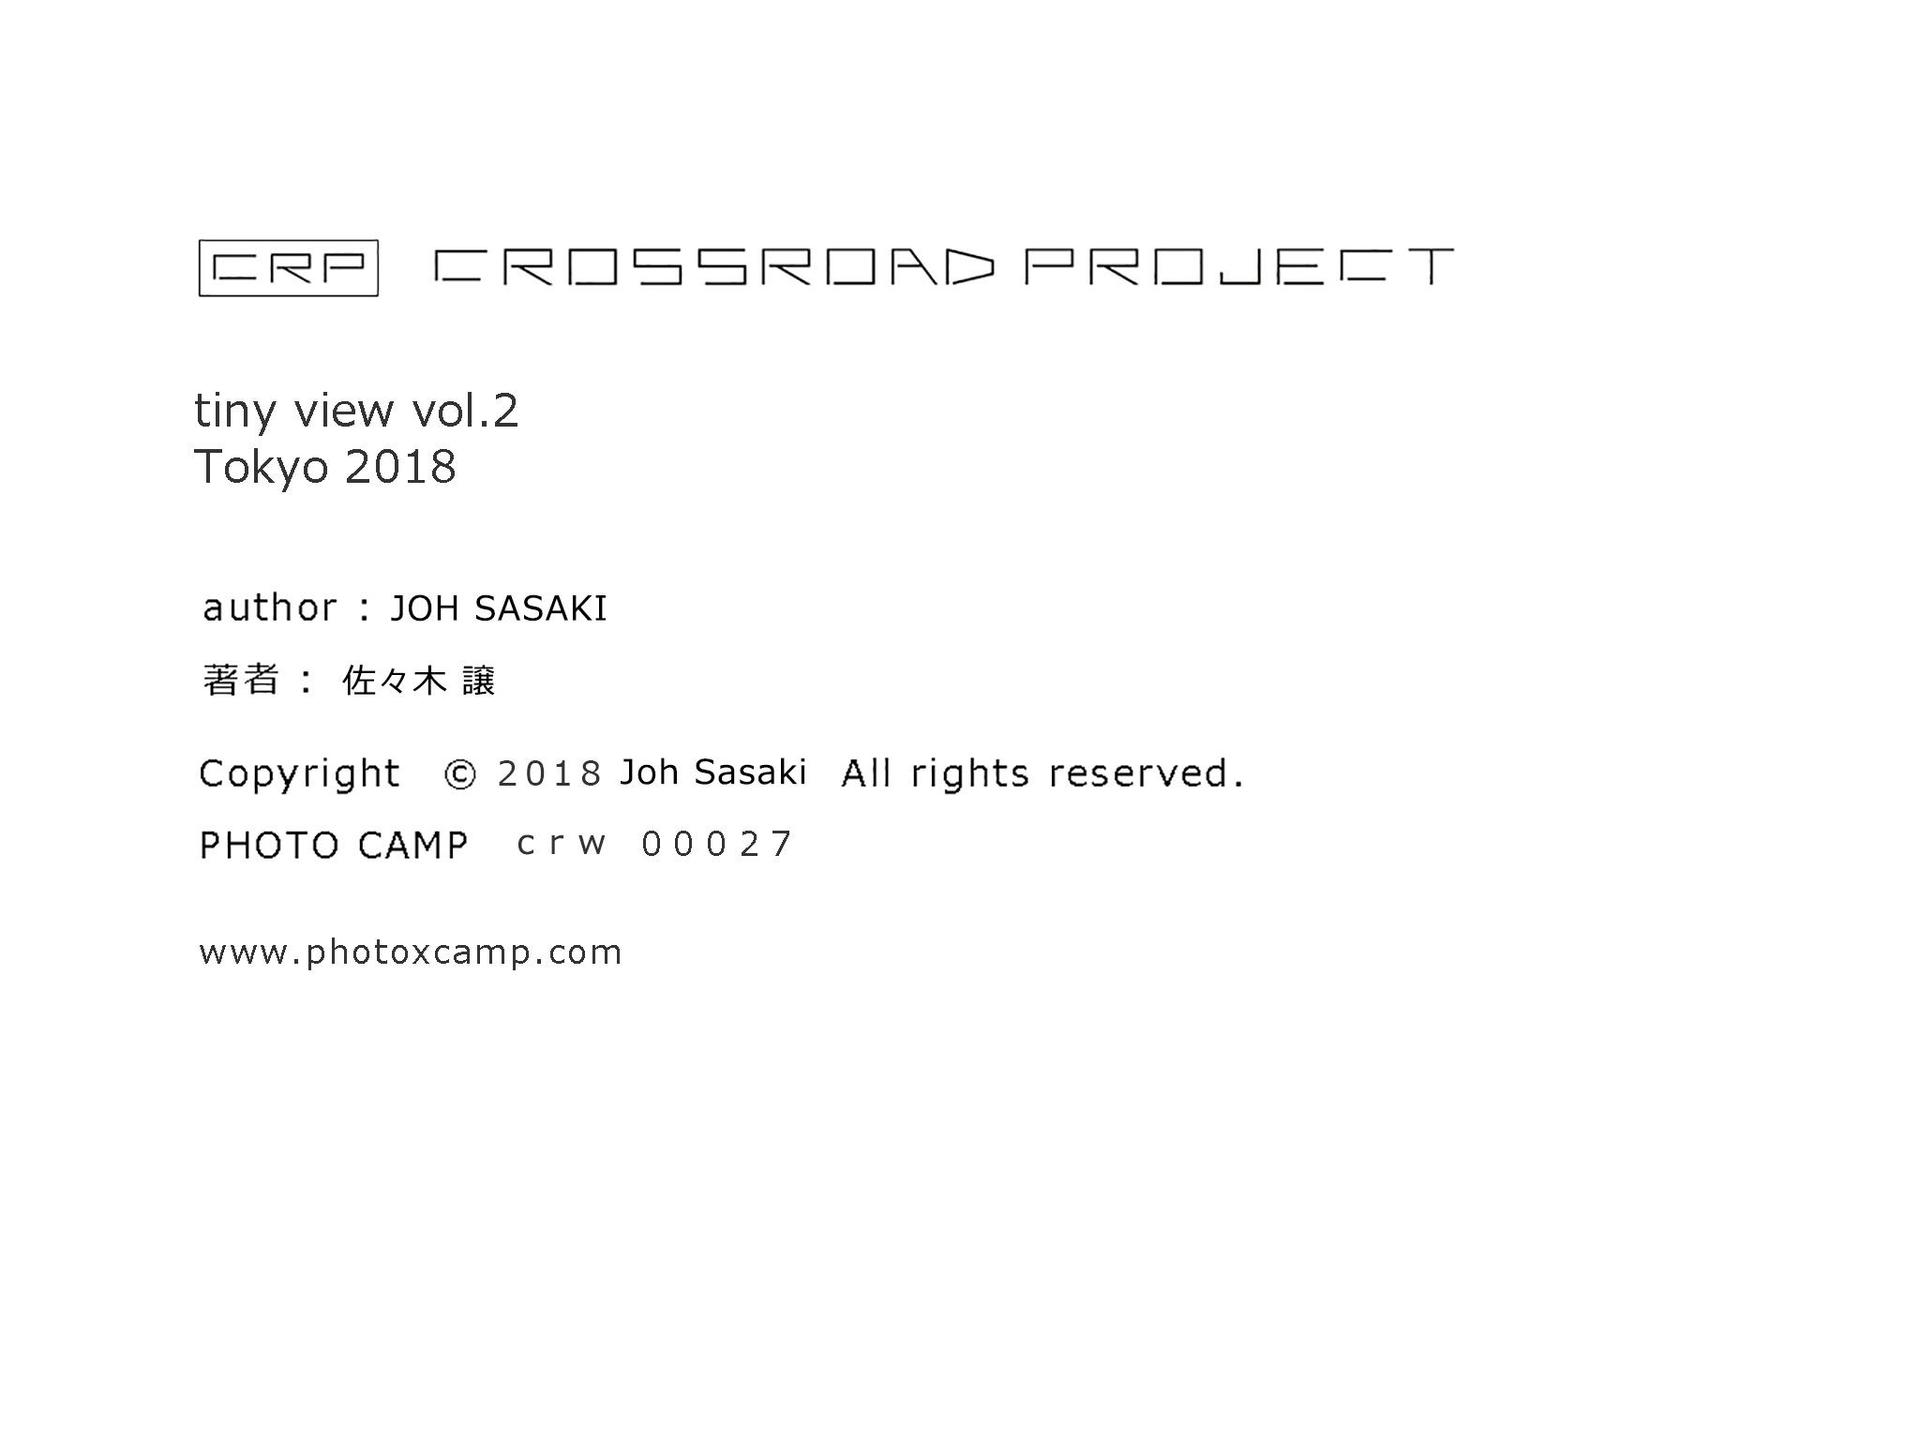 CRP CROSSROAD PROJECT
tiny view vol.2
Tokyo 2018
author : JOH SASAKI
著者 : 佐々木 譲
Copyright © 2018 Joh Sasaki All rights reserved.
PHOTO CAMP crw 00027
www.photoxcamp.com